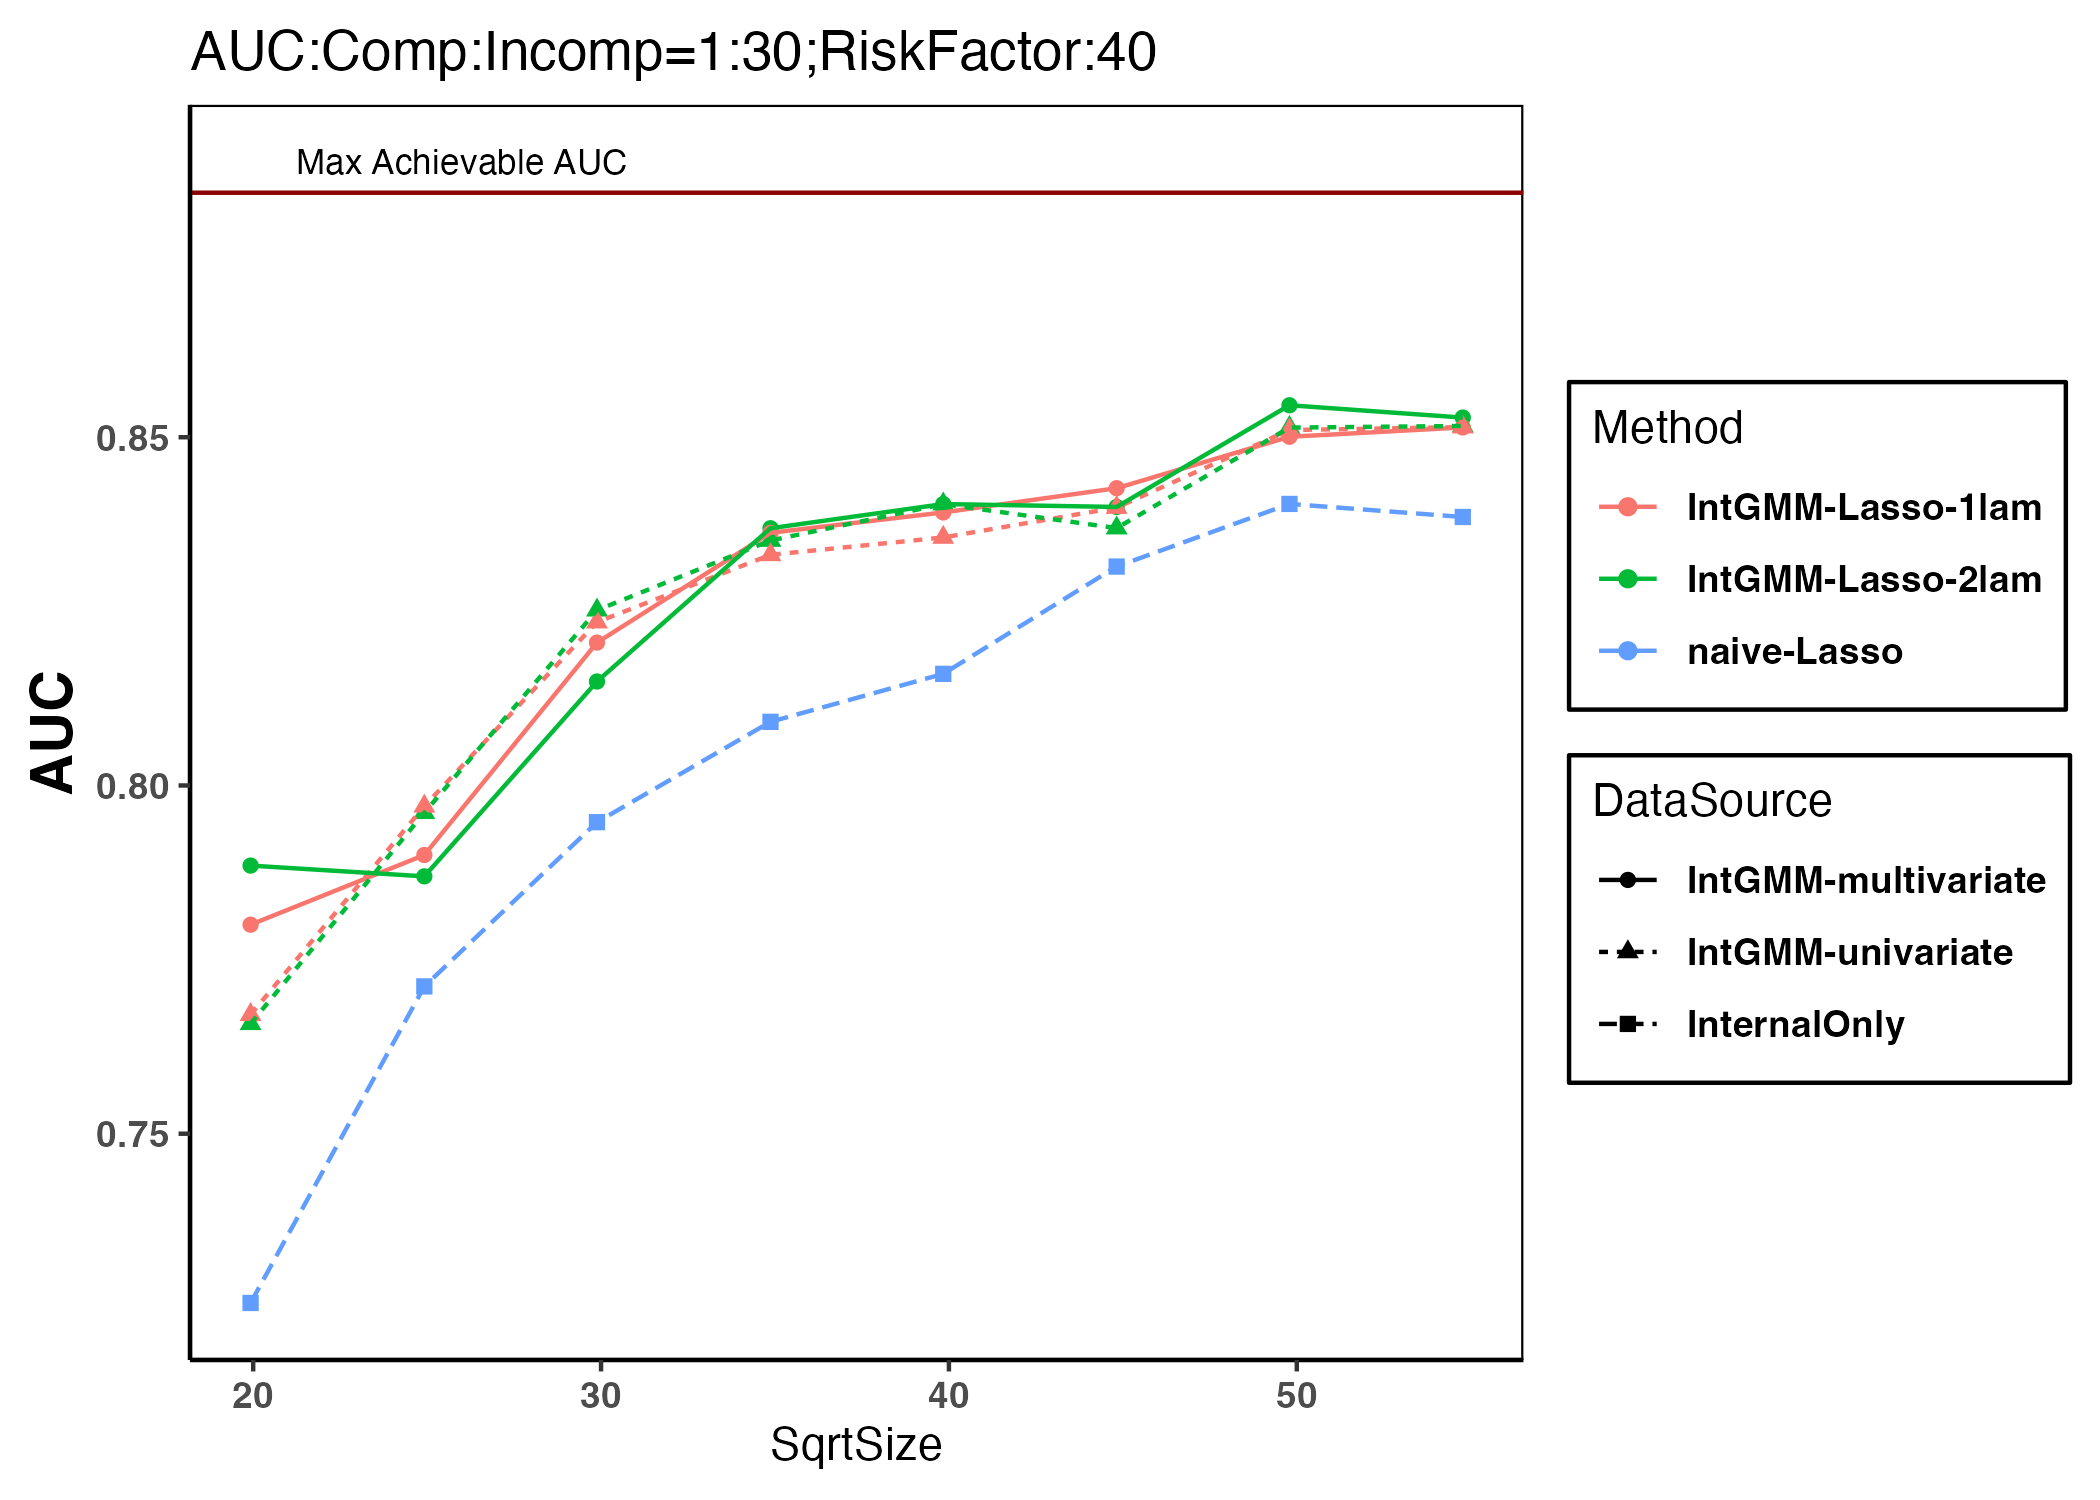 AUC:Comp:Incomp=1:30;RiskFactor:40
Max Achievable AUC
AUC
0.85
0.80
0.75
20 30 40 50
SqrtSize
Method
IntGMM-Lasso-1lam
IntGMM-Lasso-2lam
naive-Lasso
DataSource
IntGMM-multivariate
IntGMM-univariate
InternalOnly